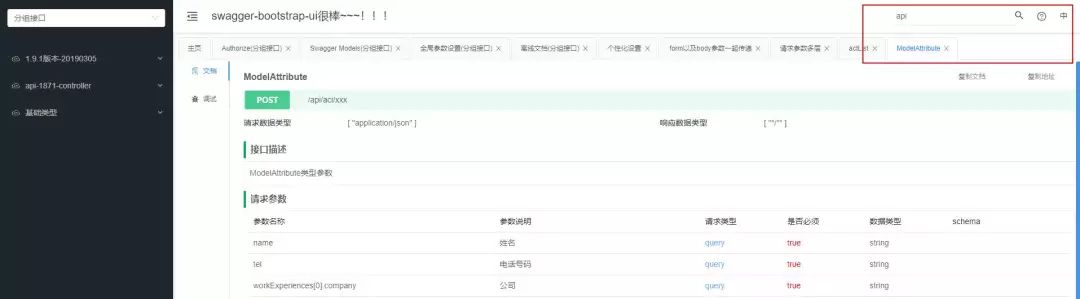 分组接口
swagger-bootstrap-ui很棒~~~！！！
api
中
主页
Authorize(分组接口)
Swagger Models(分组接口)
全局参数设置(分组接口)
离线文档(分组接口)
个性化设置
form以及body参数一起传递
请求参数多层
actList
ModelAttribute
1.9.1版本-20190305
api-1871-controller
基础类型
文档
调试
ModelAttribute
复制文档
复制地址
POST /api/aci/xxx
请求数据类型 [ "application/json" ] 响应数据类型 [ "*/*" ]
接口描述
ModelAttribute类型参数
请求参数
参数名称 参数说明 请求类型 是否必须 数据类型 schema
name 姓名 query true string
tel 电话号码 query true string
workExperiences[0].company 公司 query true string